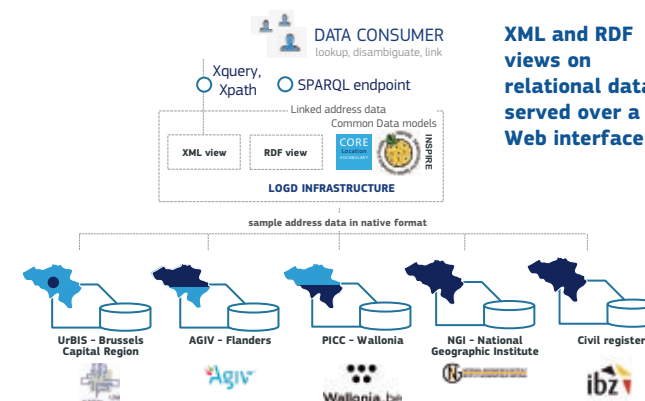 DATA CONSUMER
lookup, disambiguate, link
XML and RDF
views on
relational data
served over a
Web interface
Xquery,
Xpath
SPARQL endpoint
Linked address data
Common Data models
XML view
RDF view
CORE
Location
VOCABULARY
INSPIRE
LOGD INFRASTRUCTURE
sample address data in native format
UrBIS - Brussels
Capital Region
AGIV - Flanders
PICC - Wallonia
NGI - National
Geographic Institute
Civil register
AGIV
Wallonia.be
ibz